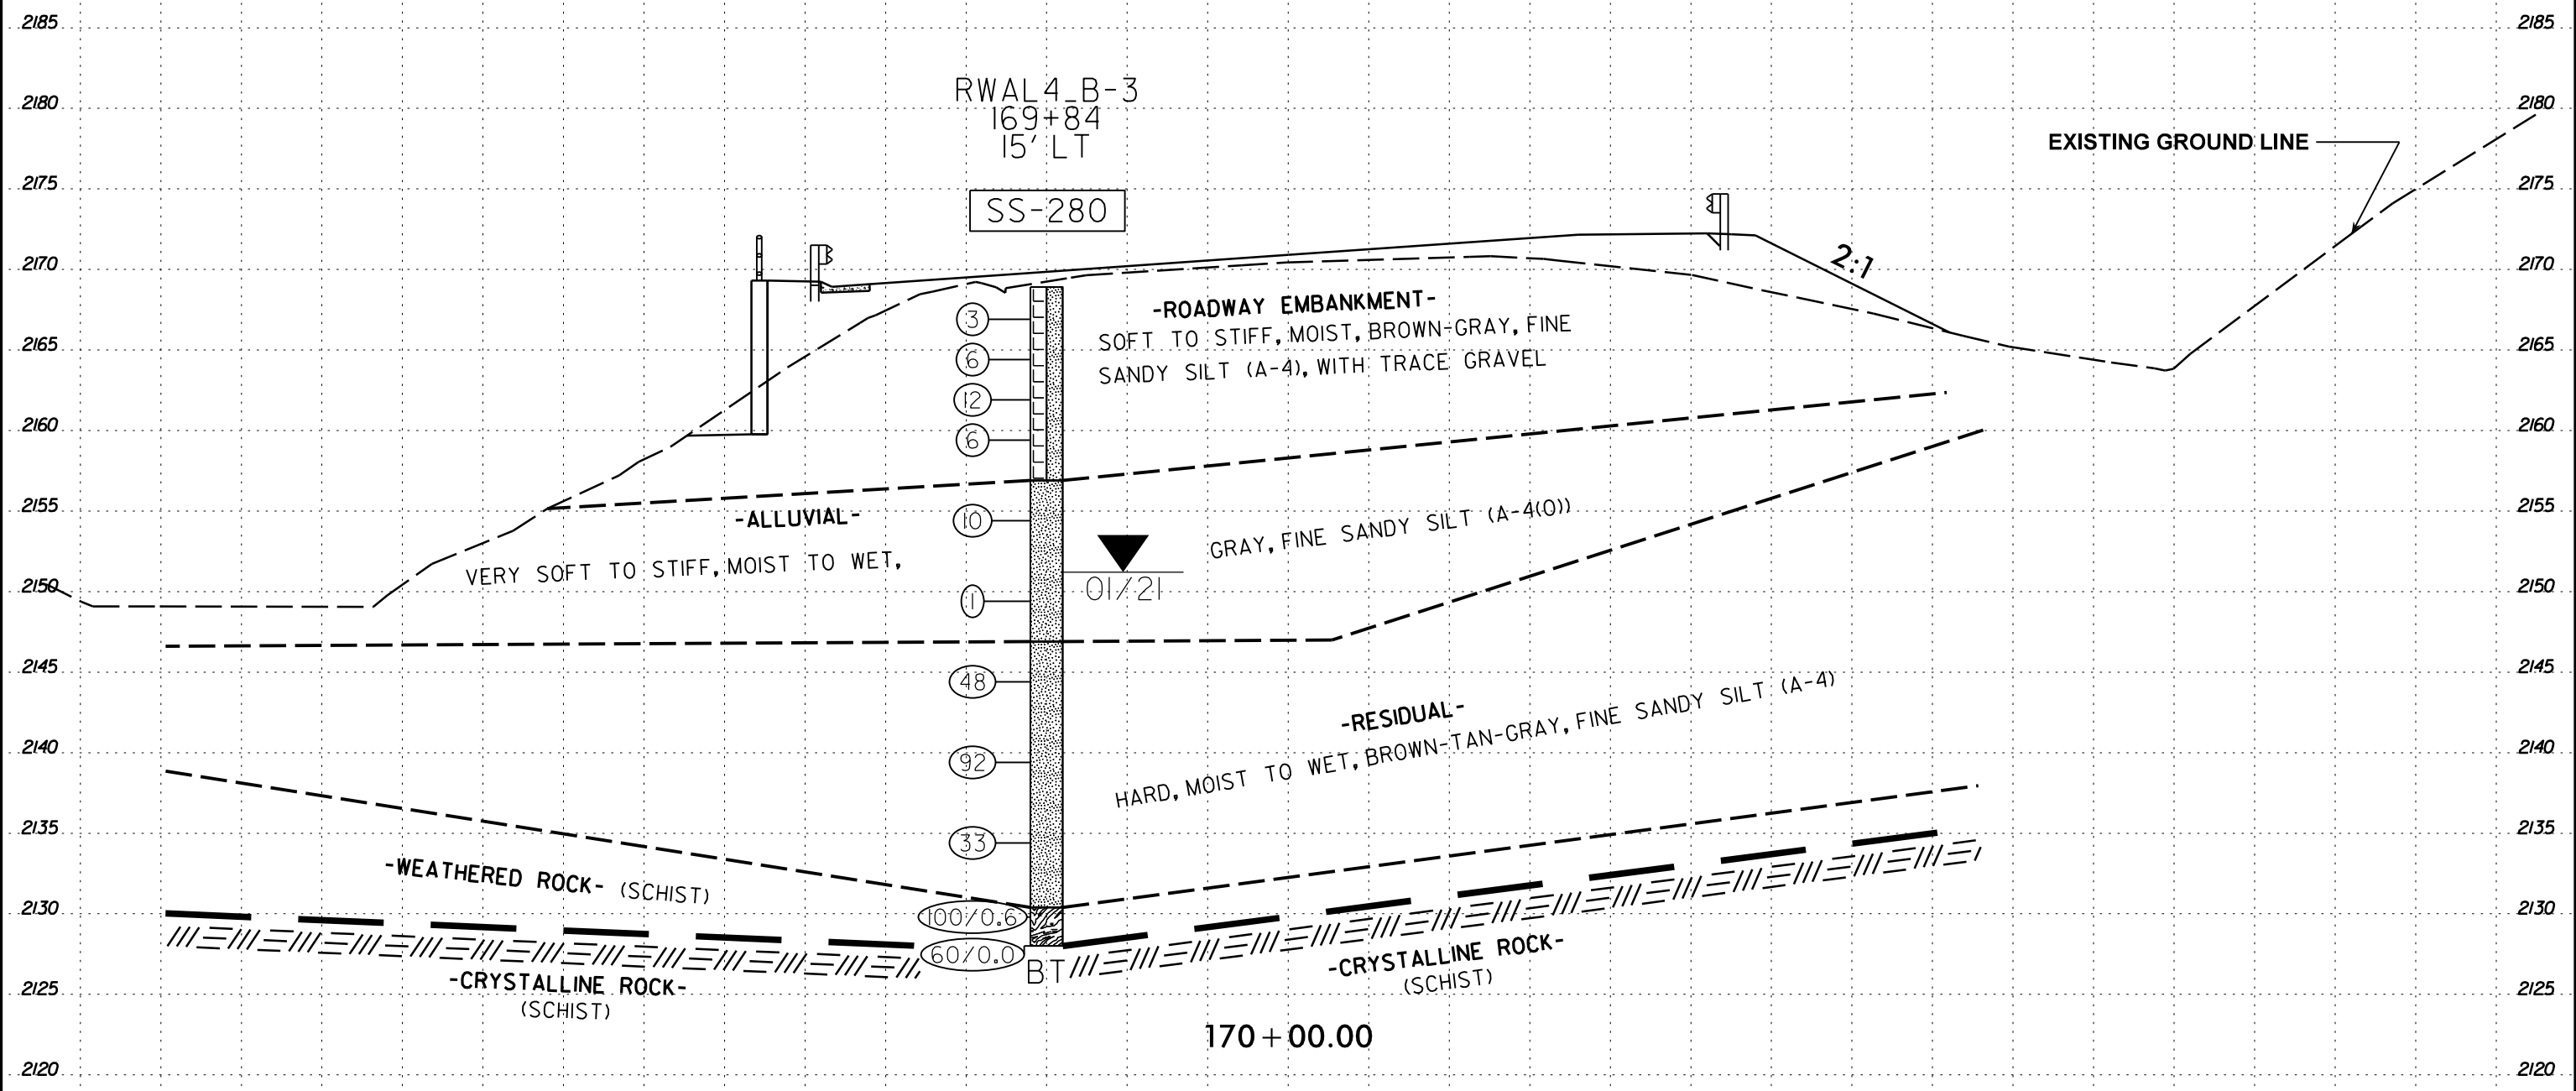 2185 2185
RWAL4_B-3
2180 2180
169+84
15' LT
EXISTING GROUND LINE
2175 2175
SS-280
2170 2170
2:1
-ROADWAY EMBANKMENT-
3
SOFT TO STIFF, MOIST, BROWN-GRAY, FINE
2165 2165
6
SANDY SILT (A-4), WITH TRACE GRAVEL
12
2160 2160
6
2155 2155
-ALLUVIAL-
10
GRAY, FINE SANDY SILT (A-4(0))
VERY SOFT TO STIFF, MOIST TO WET,
2150 2150
01/21
1
2145 2145
48
-RESIDUAL-
2140 2140
92
HARD, MOIST TO WET, BROWN-TAN-GRAY, FINE SANDY SILT (A-4)
2135 2135
33
-WEATHERED ROCK- (SCHIST)
2130 2130
100/0.6
60/0.0
BT
-CRYSTALLINE ROCK-
(SCHIST)
-CRYSTALLINE ROCK-
(SCHIST)
2125 2125
170+00.00
2120 2120